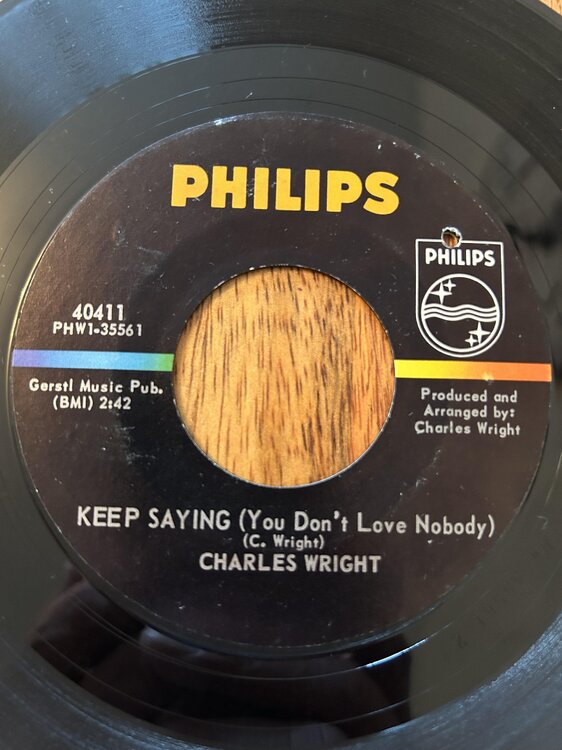 PHILIPS
PHILIPS
40411
PHW1-35561
Gerstl Music Pub.
(BMI) 2:42
Produced and
Arranged by:
Charles Wright
KEEP SAYING (You Don't Love Nobody)
(C. Wright)
CHARLES WRIGHT